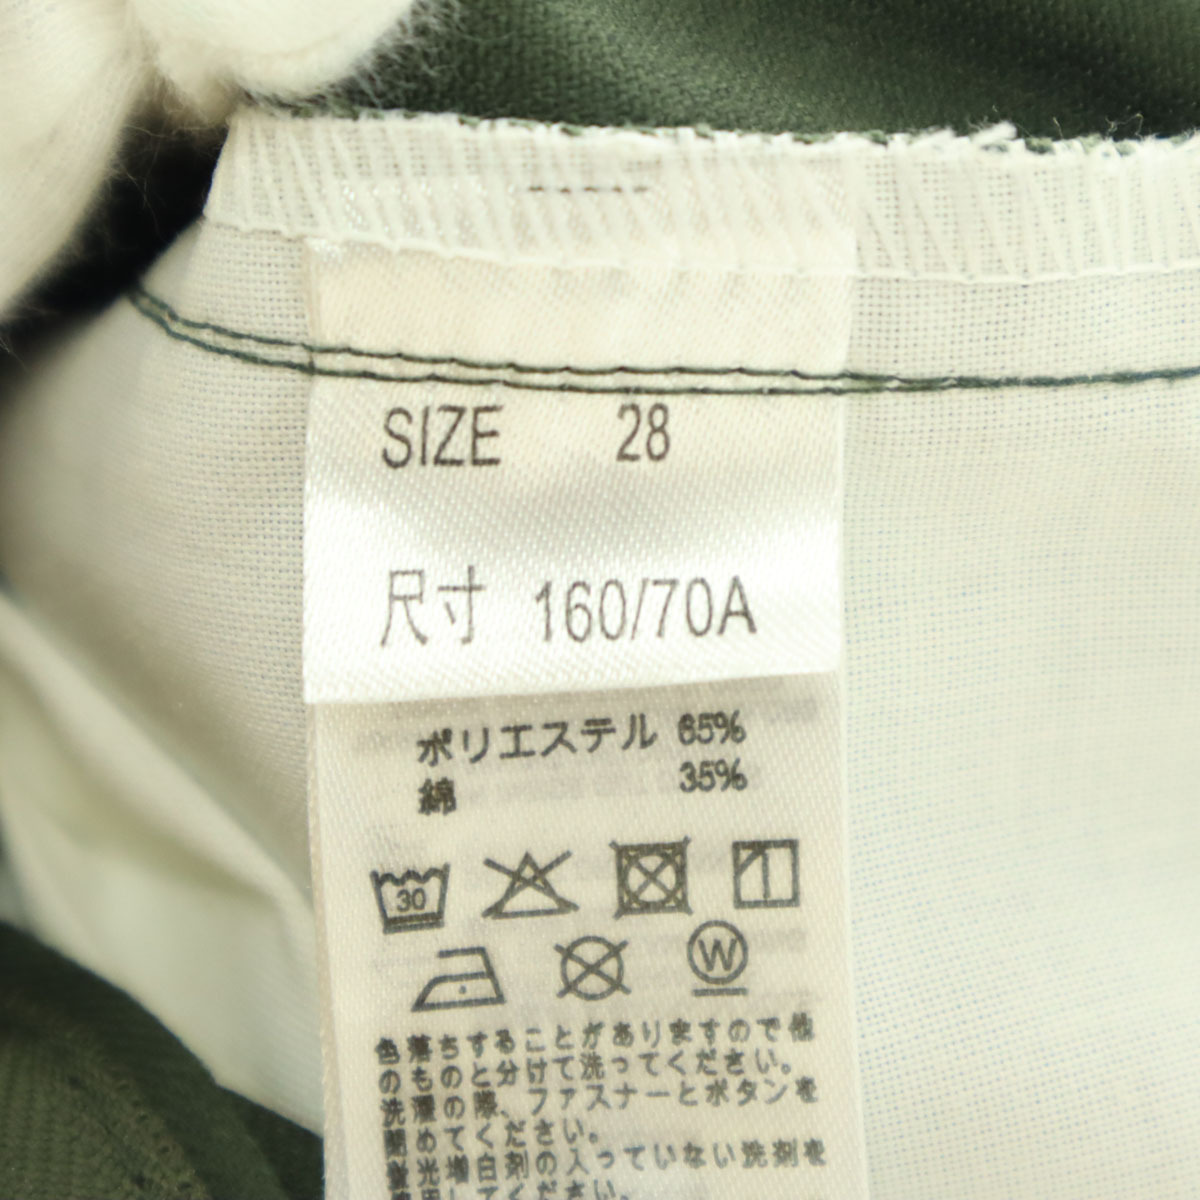 SIZE 28
尺寸 160/70A
ポリエステル 65%
綿 35%
30
W
色落ちすることがありますので他
のものと分けて洗ってください。
洗濯の際、ファスナーとボタンを
閉めてください。
蛍光増白剤の入っていない洗剤を
使用してください。